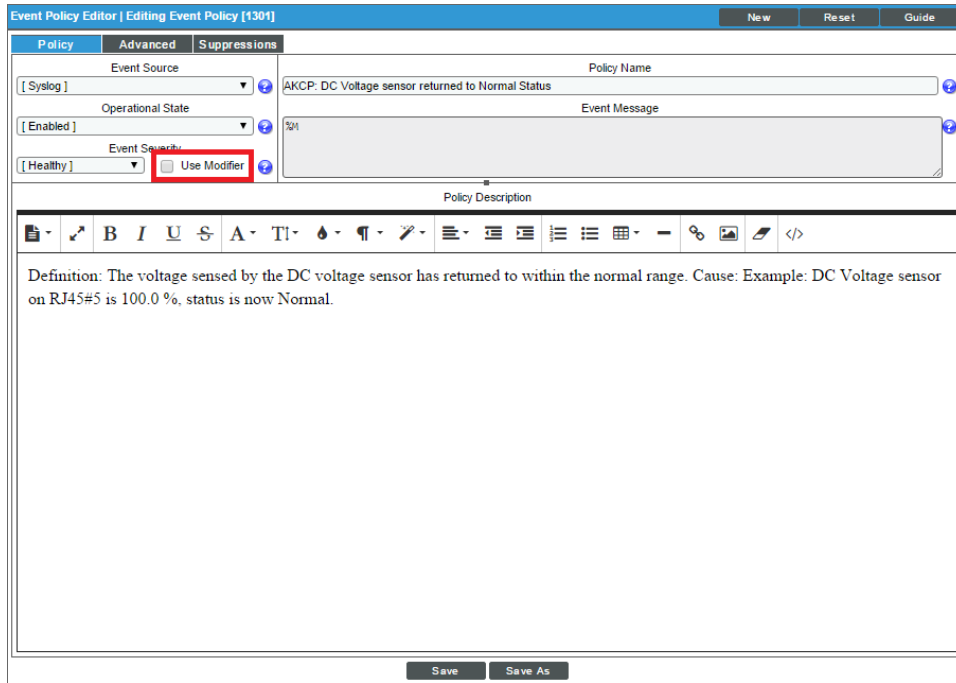 Event Policy Editor | Editing Event Policy [1301]
New
Reset
Guide
Policy
Advanced
Suppressions
Event Source
Policy Name
[ Syslog ]
AKCP: DC Voltage sensor returned to Normal Status
Operational State
Event Message
[ Enabled ]
%M
Event Severity
[ Healthy ]
Use Modifier
Policy Description
Definition: The voltage sensed by the DC voltage sensor has returned to within the normal range. Cause: Example: DC Voltage sensor
on RJ45#5 is 100.0 %, status is now Normal.
Save
Save As